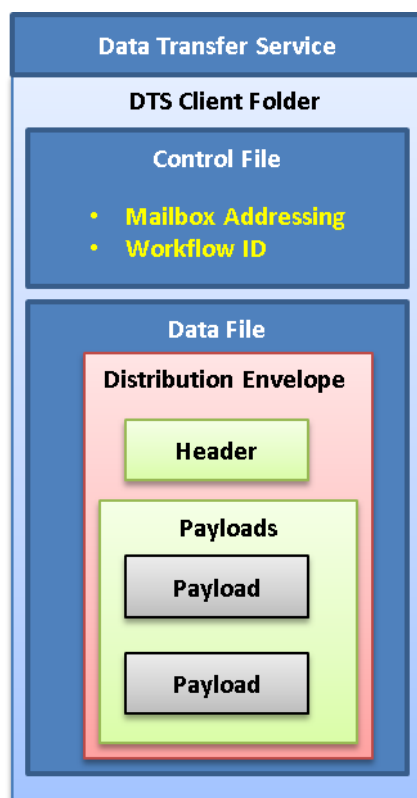 Data Transfer Service
DTS Client Folder
Control File
• Mailbox Addressing
• Workflow ID
Data File
Distribution Envelope
Header
Payloads
Payload
Payload